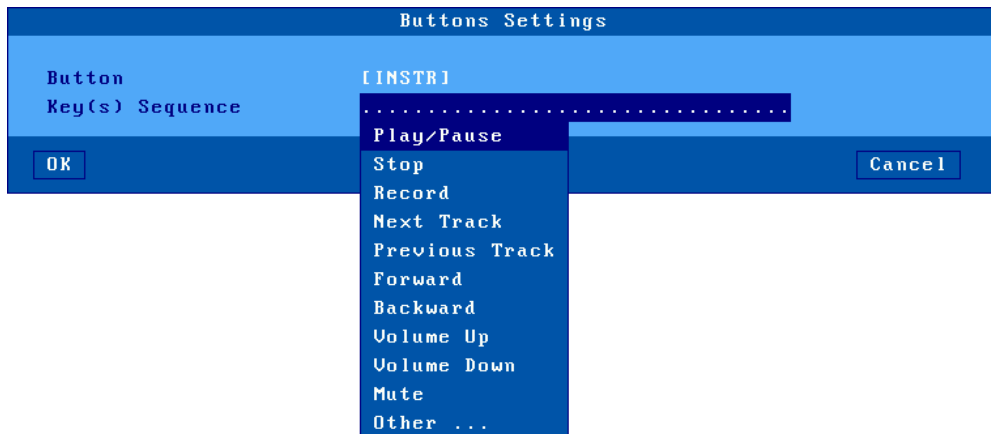 Buttons Settings
Button [INSTR]
Key(s) Sequence .................................
Play/Pause
OK Stop Cancel
Record
Next Track
Previous Track
Forward
Backward
Volume Up
Volume Down
Mute
Other ...